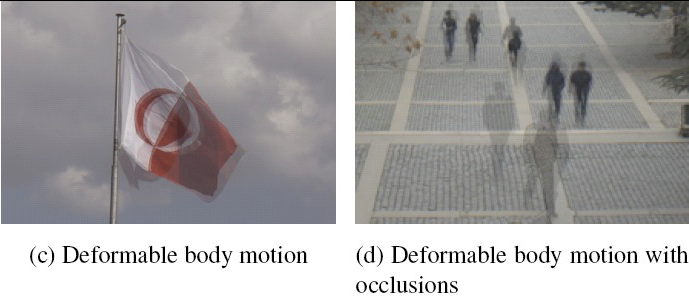 (c) Deformable body motion
(d) Deformable body motion with
occlusions